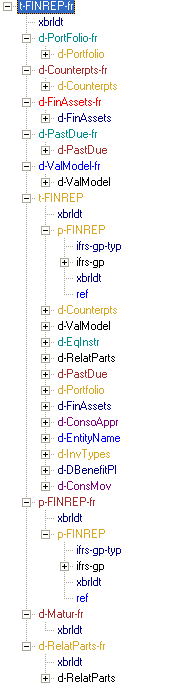 t-FINREP-fr
xbrldt
d-PortFolio-fr
d-Portfolio
d-Counterpts-fr
d-Counterpts
d-FinAssets-fr
d-FinAssets
d-PastDue-fr
d-PastDue
d-ValModel-fr
d-ValModel
t-FINREP
xbrldt
p-FINREP
ifrs-gp-typ
ifrs-gp
xbrldt
ref
d-Counterpts
d-ValModel
d-EqInstr
d-RelatParts
d-PastDue
d-Portfolio
d-FinAssets
d-ConsoAppr
d-EntityName
d-InvTypes
d-DBenefitPl
d-ConsMov
p-FINREP-fr
xbrldt
p-FINREP
ifrs-gp-typ
ifrs-gp
xbrldt
ref
d-Matur-fr
xbrldt
d-RelatParts-fr
xbrldt
d-RelatParts